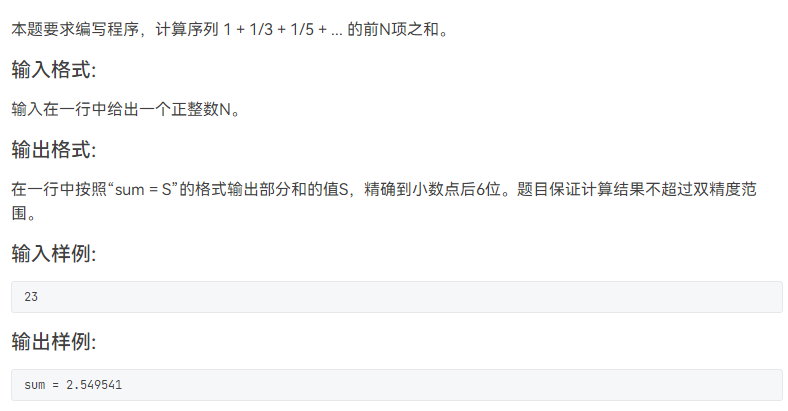 本题要求编写程序，计算序列 1 + 1/3 + 1/5 + ... 的前N项之和。
输入格式:
输入在一行中给出一个正整数N。
输出格式:
在一行中按照“sum = S”的格式输出部分和的值S，精确到小数点后6位。题目保证计算结果不超过双精度范
围。
输入样例:
23
输出样例:
sum = 2.549541